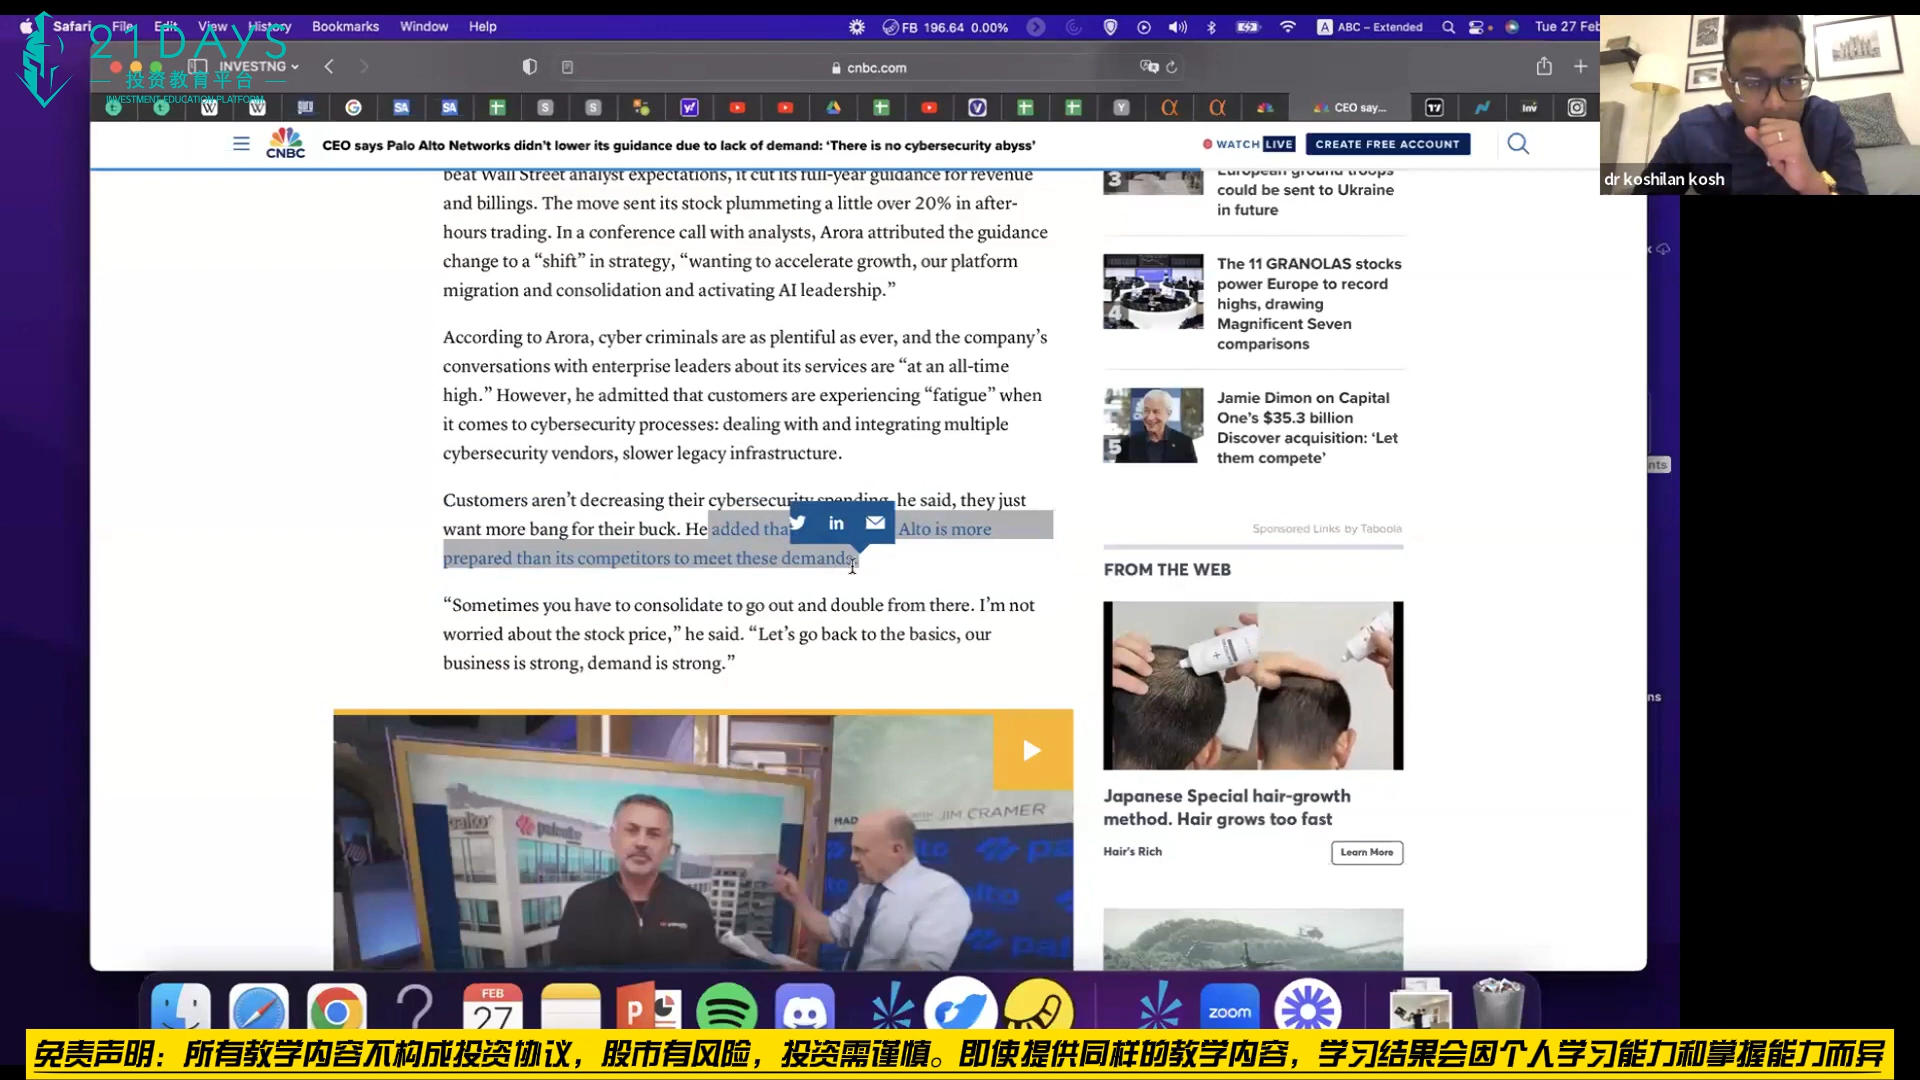 Safari File Edit View History Bookmarks Window Help
FB 196.64 0.00%
ABC – Extended
Tue 27 Feb
21DAYS
投资教育平台
INVESTMENT EDUCATION PLATFORM
INVESTNG
cnbc.com
CEO say...
CNBC
CEO says Palo Alto Networks didn’t lower its guidance due to lack of demand: ‘There is no cybersecurity abyss’
WATCH LIVE
CREATE FREE ACCOUNT
dr koshilan kosh
beat Wall Street analyst expectations, it cut its full-year guidance for revenue
and billings. The move sent its stock plummeting a little over 20% in after-
hours trading. In a conference call with analysts, Arora attributed the guidance
change to a “shift” in strategy, “wanting to accelerate growth, our platform
migration and consolidation and activating AI leadership.”
According to Arora, cyber criminals are as plentiful as ever, and the company’s
conversations with enterprise leaders about its services are “at an all-time
high.” However, he admitted that customers are experiencing “fatigue” when
it comes to cybersecurity processes: dealing with and integrating multiple
cybersecurity vendors, slower legacy infrastructure.
Customers aren’t decreasing their cybersecurity spending, he said, they just
want more bang for their buck. He added tha Alto is more
prepared than its competitors to meet these demands.
“Sometimes you have to consolidate to go out and double from there. I’m not
worried about the stock price,” he said. “Let’s go back to the basics, our
business is strong, demand is strong.”
3
European ground troops
could be sent to Ukraine
in future
4
The 11 GRANOLAS stocks
power Europe to record
highs, drawing
Magnificent Seven
comparisons
5
Jamie Dimon on Capital
One’s $35.3 billion
Discover acquisition: ‘Let
them compete’
Sponsored Links by Taboola
FROM THE WEB
Japanese Special hair-growth
method. Hair grows too fast
Hair's Rich
Learn More
nts
ns
paloalto
MAD
WITH JIM CRAMER
FEB
27
zoom
免责声明：所有教学内容不构成投资协议，股市有风险，投资需谨慎。即使提供同样的教学内容，学习结果会因个人学习能力和掌握能力而异